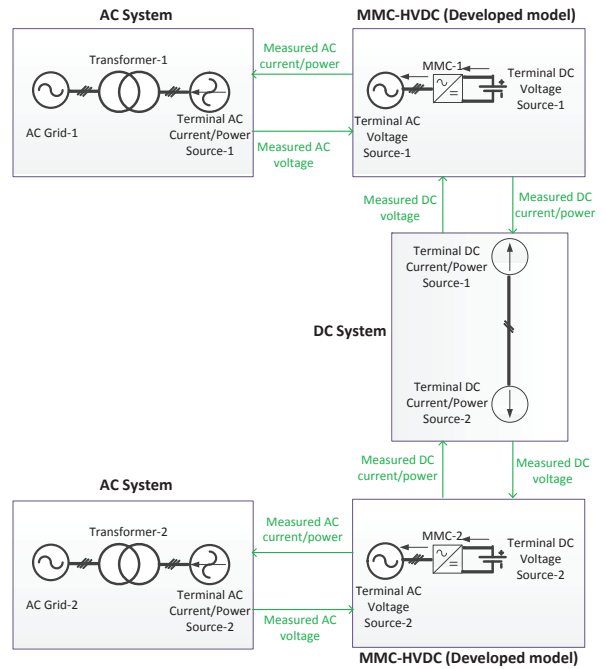 AC System
MMC-HVDC (Developed model)
Transformer-1
AC Grid-1
Terminal AC
Current/Power
Source-1
Measured AC
current/power
Measured AC
voltage
MMC-1
Terminal AC
Voltage
Source-1
Terminal DC
Voltage
Source-1
Measured DC
voltage
Measured DC
current/power
DC System
Terminal DC
Current/Power
Source-1
Terminal DC
Current/Power
Source-2
Measured DC
current/power
Measured DC
voltage
AC System
Transformer-2
AC Grid-2
Terminal AC
Current/Power
Source-2
Measured AC
current/power
Measured AC
voltage
MMC-2
Terminal AC
Voltage
Source-2
Terminal DC
Voltage
Source-2
MMC-HVDC (Developed model)